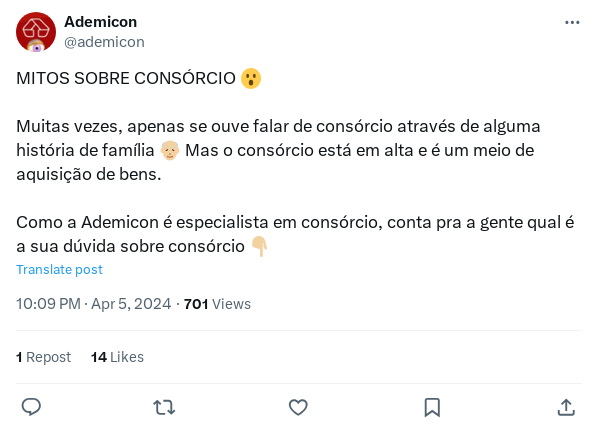 Ademicon
@ademicon
MITOS SOBRE CONSÓRCIO 😮
Muitas vezes, apenas se ouve falar de consórcio através de alguma
história de família 👴🏼 Mas o consórcio está em alta e é um meio de
aquisição de bens.
Como a Ademicon é especialista em consórcio, conta pra a gente qual é
a sua dúvida sobre consórcio 👇🏼
Translate post
10:09 PM · Apr 5, 2024 · 701 Views
1 Repost 14 Likes